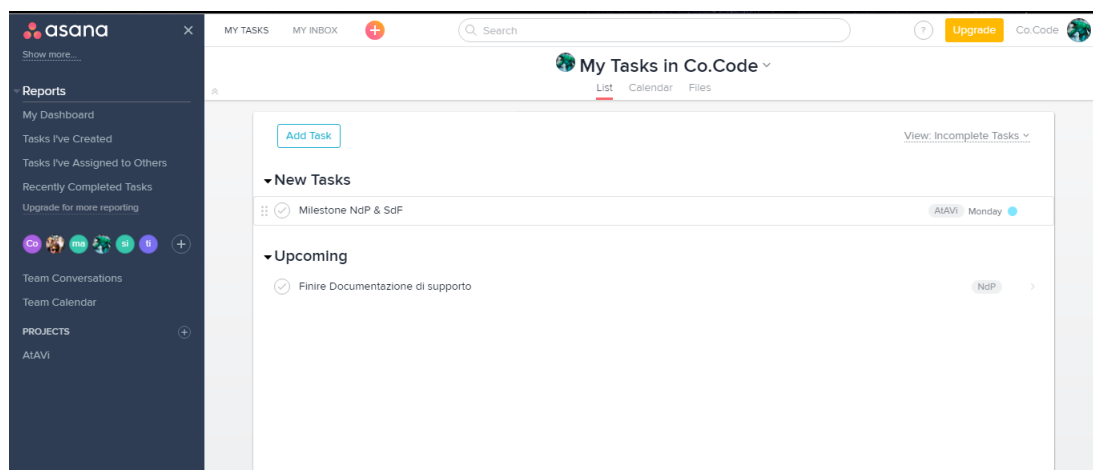 asana ×
Show more...
Reports
My Dashboard
Tasks I've Created
Tasks I've Assigned to Others
Recently Completed Tasks
Upgrade for more reporting
Co ma si ti +
Team Conversations
Team Calendar
PROJECTS +
AtAVi
MY TASKS MY INBOX + Search ? Upgrade Co.Code
My Tasks in Co.Code
List Calendar Files
Add Task View: Incomplete Tasks
New Tasks
Milestone NdP & SdF AtAVi Monday
Upcoming
Finire Documentazione di supporto NdP